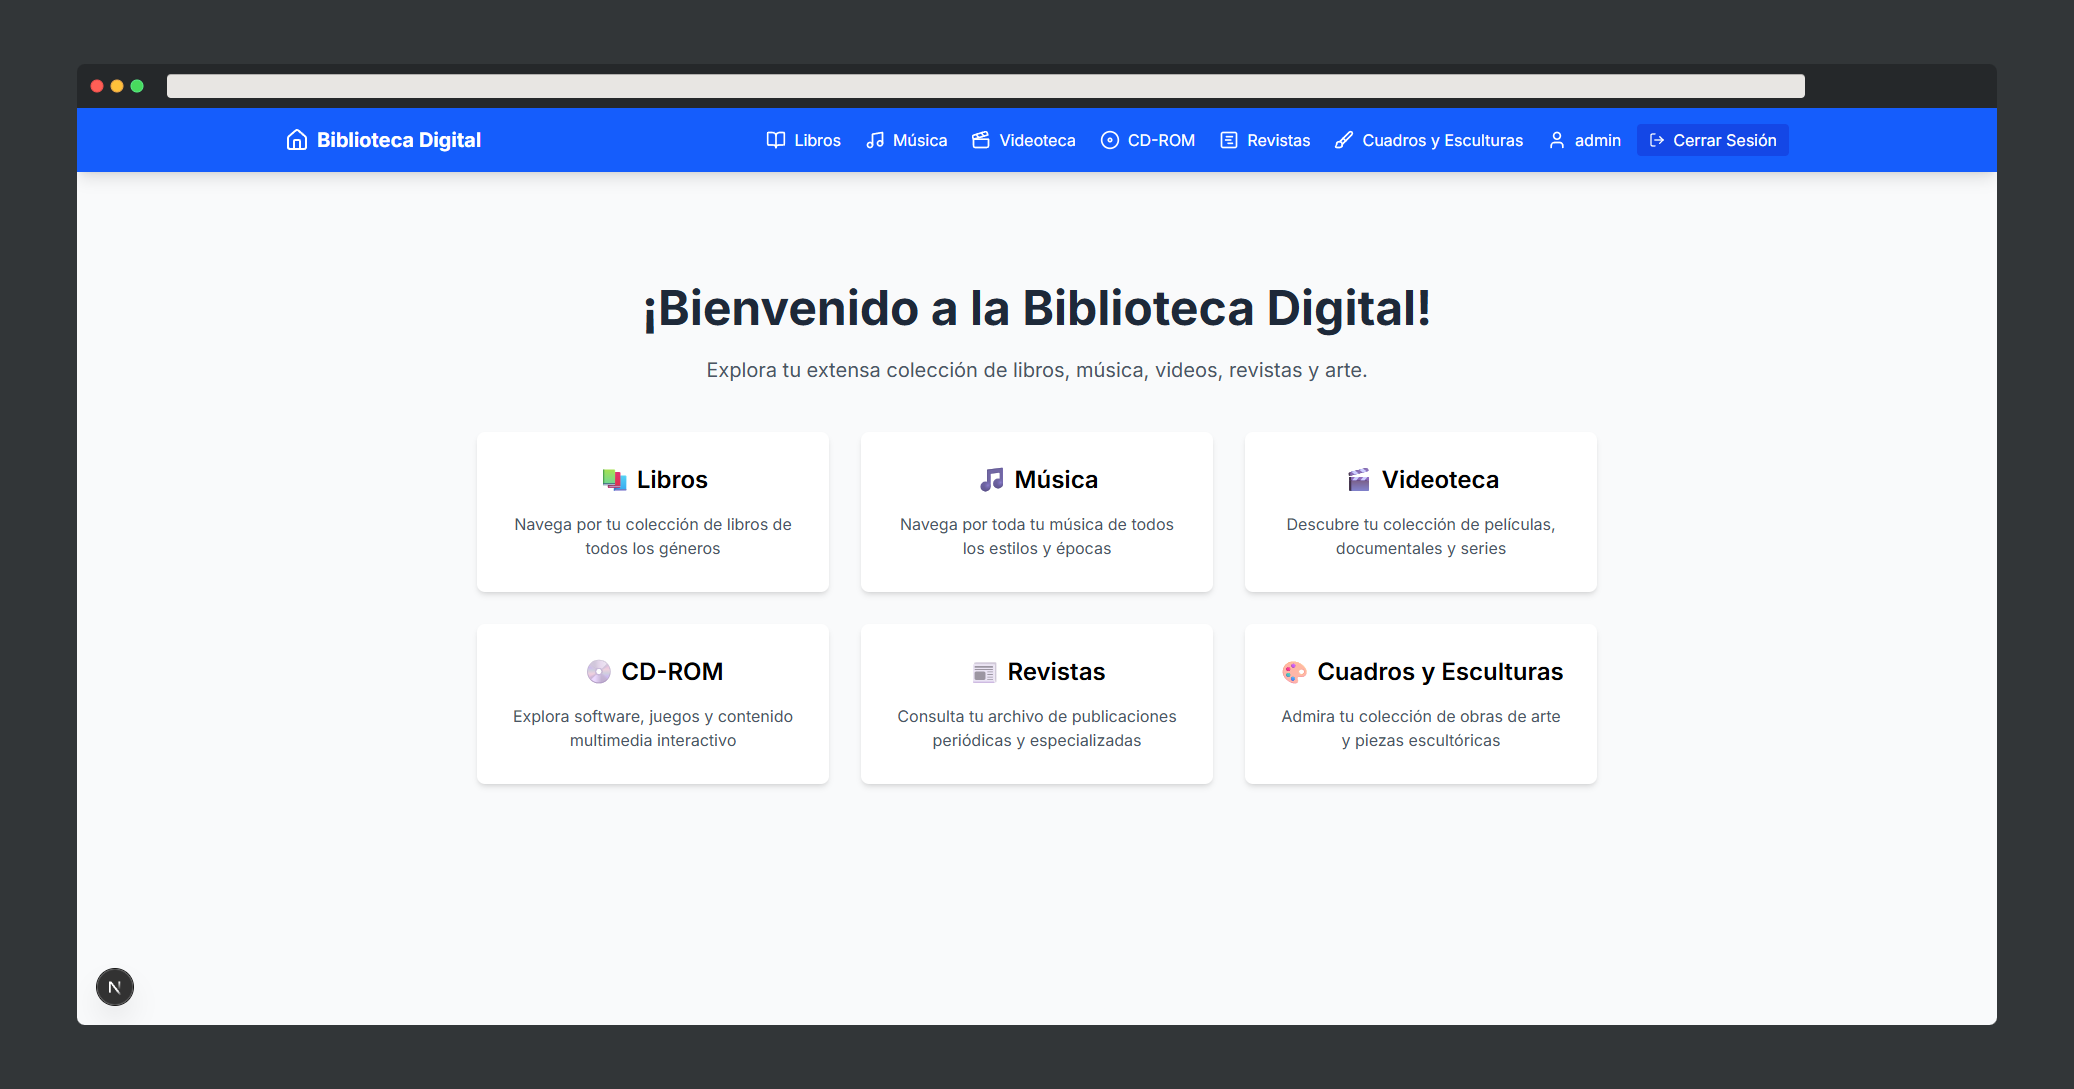 Biblioteca Digital
Libros
Música
Videoteca
CD-ROM
Revistas
Cuadros y Esculturas
admin
Cerrar Sesión
¡Bienvenido a la Biblioteca Digital!
Explora tu extensa colección de libros, música, videos, revistas y arte.
Libros
Navega por tu colección de libros de
todos los géneros
Música
Navega por toda tu música de todos
los estilos y épocas
Videoteca
Descubre tu colección de películas,
documentales y series
CD-ROM
Explora software, juegos y contenido
multimedia interactivo
Revistas
Consulta tu archivo de publicaciones
periódicas y especializadas
Cuadros y Esculturas
Admira tu colección de obras de arte
y piezas escultóricas
N